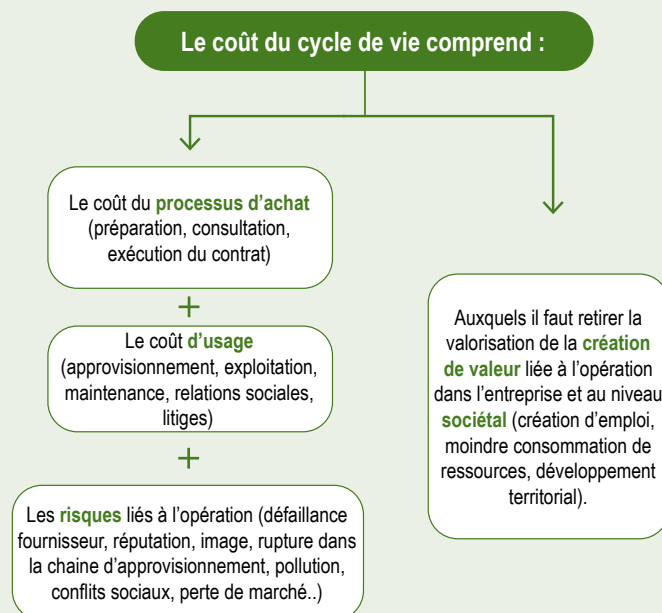 Le coût du cycle de vie comprend :
Le coût du processus d'achat
(préparation, consultation,
exécution du contrat)
+
Le coût d'usage
(approvisionnement, exploitation,
maintenance, relations sociales,
litiges)
+
Les risques liés à l'opération (défaillance
fournisseur, réputation, image, rupture dans
la chaine d'approvisionnement, pollution,
conflits sociaux, perte de marché..)
Auxquels il faut retirer la
valorisation de la création
de valeur liée à l'opération
dans l'entreprise et au niveau
sociétal (création d'emploi,
moindre consommation de
ressources, développement
territorial).